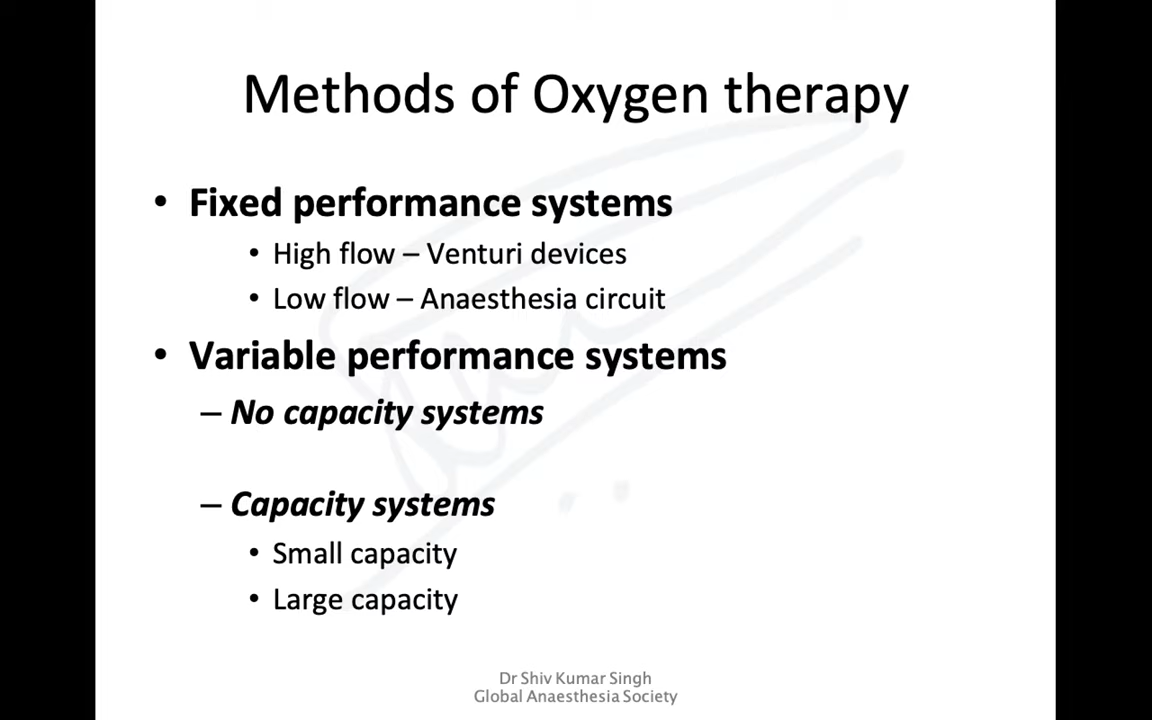 Methods of Oxygen therapy
• Fixed performance systems
• High flow – Venturi devices
• Low flow – Anaesthesia circuit
• Variable performance systems
– No capacity systems
– Capacity systems
• Small capacity
• Large capacity
Dr Shiv Kumar Singh
Global Anaesthesia Society